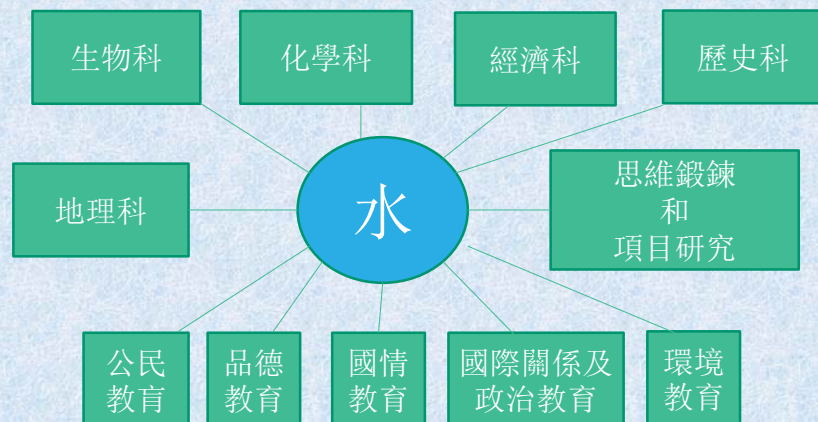 生物科
化學科
經濟科
歷史科
地理科
水
思維鍛鍊
和
項目研究
公民
教育
品德
教育
國情
教育
國際關係及
政治教育
環境
教育